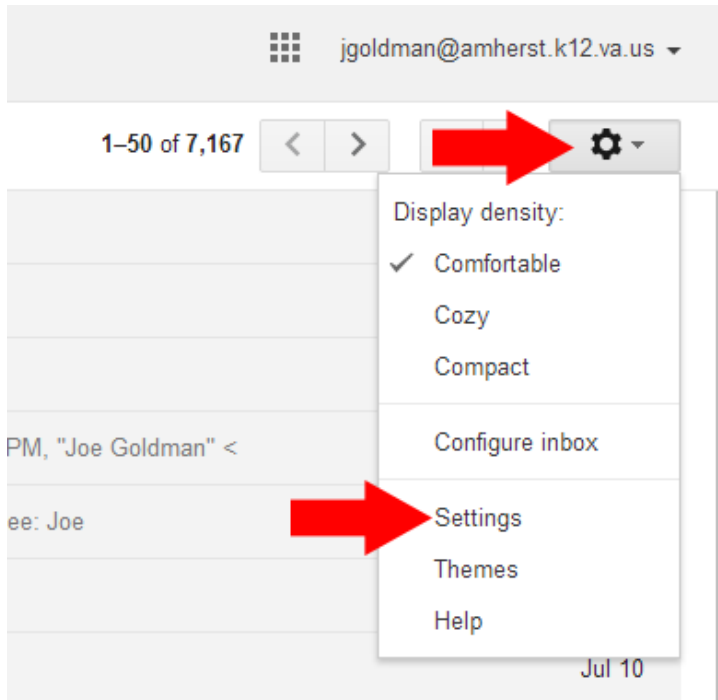 jgoldman@amherst.k12.va.us
1–50 of 7,167
Display density:
Comfortable
Cozy
Compact
Configure inbox
PM, "Joe Goldman" <
Settings
ee: Joe
Themes
Help
Jul 10